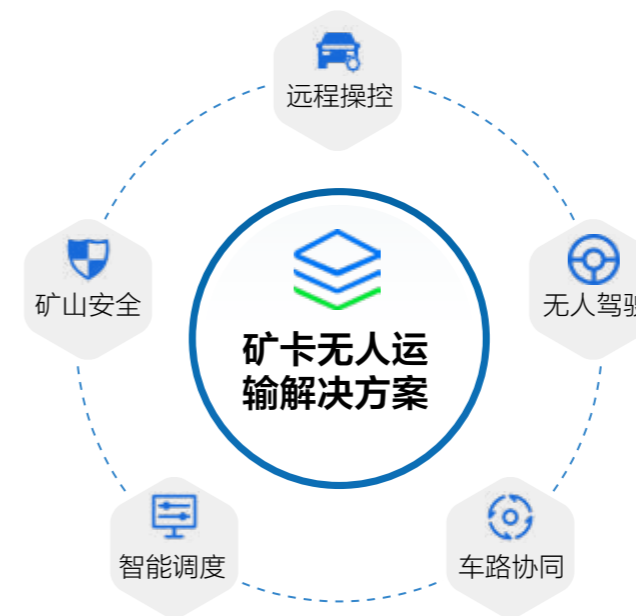 远程操控
矿山安全
无人驾驶
矿卡无人运
输解决方案
智能调度
车路协同